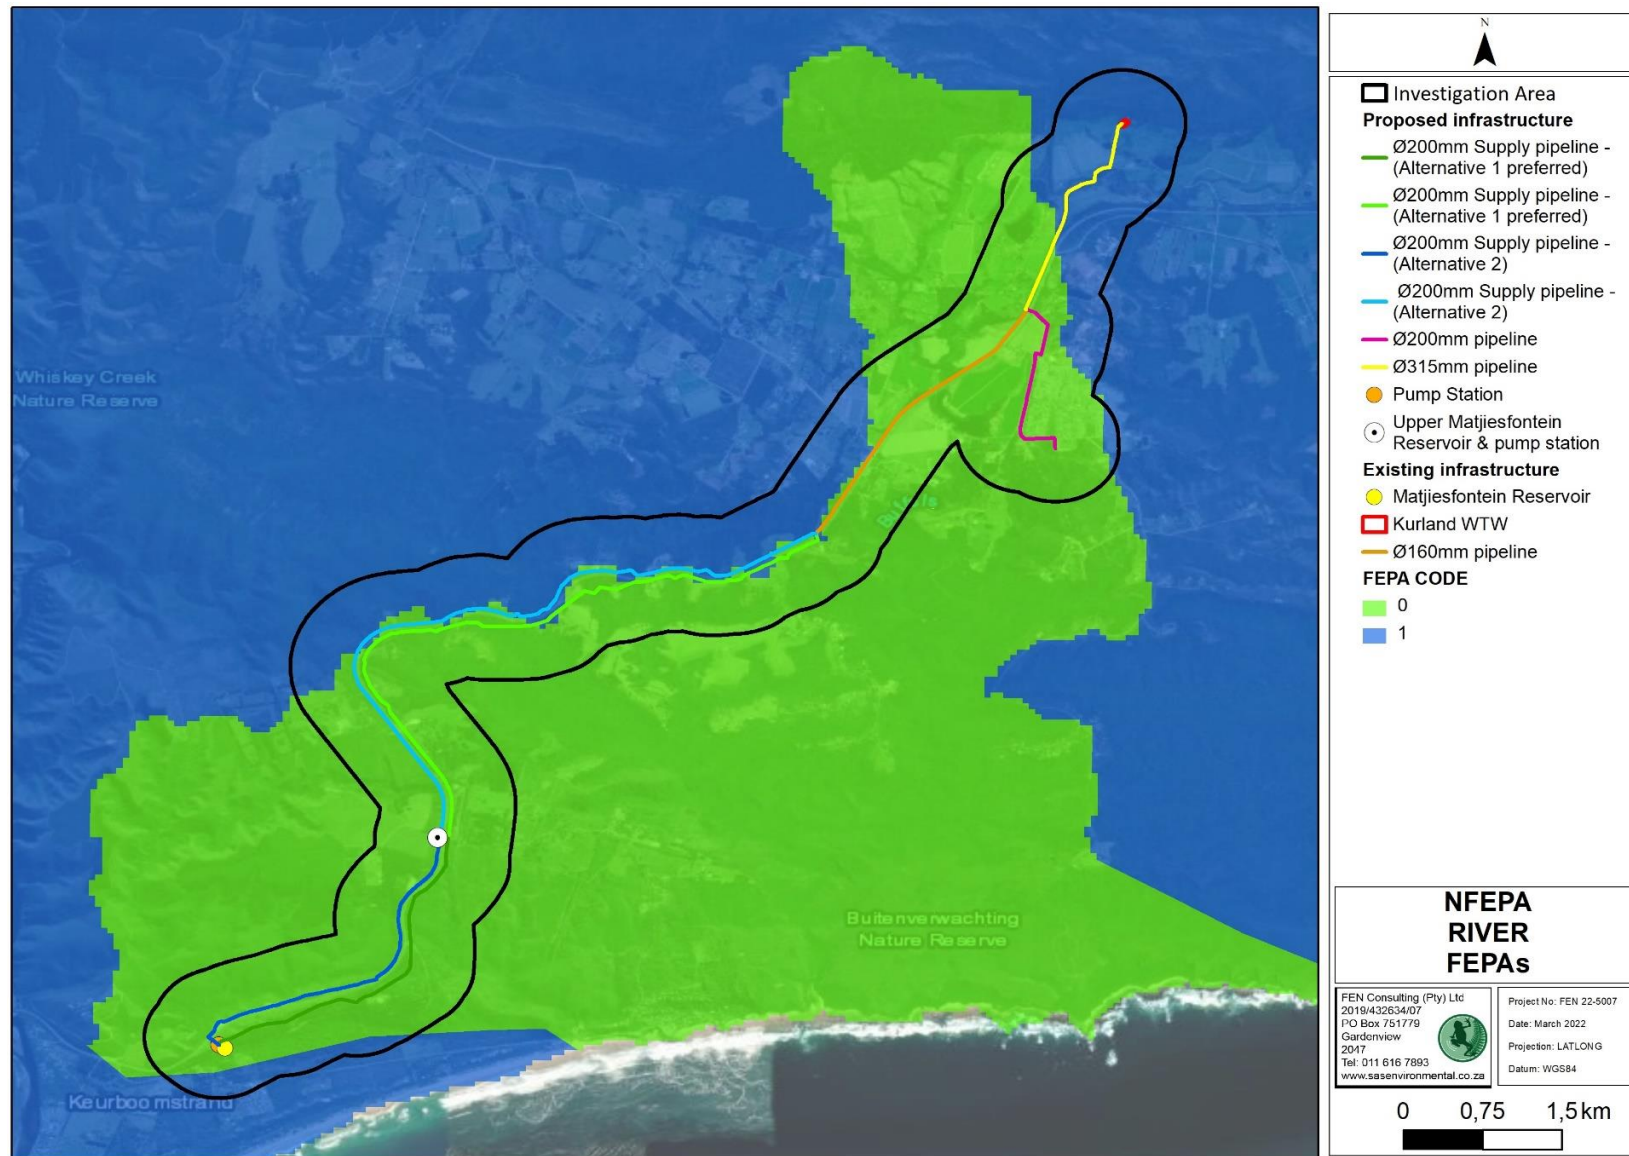 Whiskey Creek
Nature Reserve
Buitenverwachting
Nature Reserve
Keurboomstrand
N
Investigation Area
Proposed infrastructure
Ø200mm Supply pipeline -
(Alternative 1 preferred)
Ø200mm Supply pipeline -
(Alternative 1 preferred)
Ø200mm Supply pipeline -
(Alternative 2)
Ø200mm Supply pipeline -
(Alternative 2)
Ø200mm pipeline
Ø315mm pipeline
Pump Station
Upper Matjiesfontein
Reservoir & pump station
Existing infrastructure
Matjiesfontein Reservoir
Kurland WTW
Ø160mm pipeline
FEPA CODE
0
1
NFEPA
RIVER
FEPAs
FEN Consulting (Pty) Ltd
2019/432634/07
PO Box 751779
Gardenview
2047
Tel: 011 616 7893
www.sasenvironmental.co.za
Project No: FEN 22-5007
Date: March 2022
Projection: LATLONG
Datum: WGS84
0 0,75 1,5 km